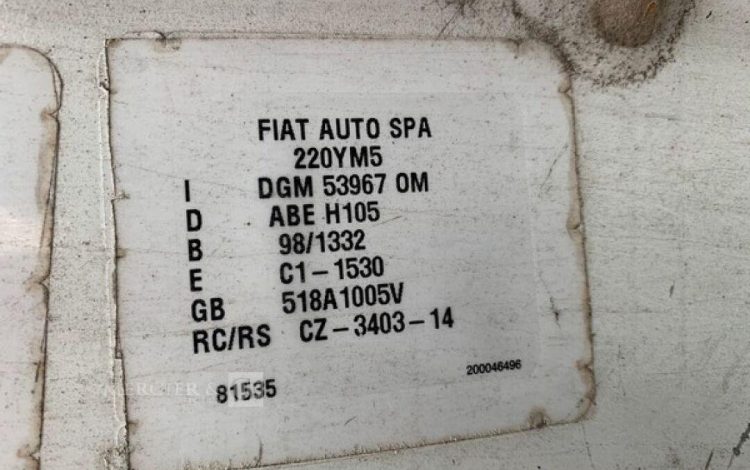 FIAT AUTO SPA
220YM5
I DGM 53967 OM
D ABE H105
B 98/1332
E C1-1530
GB 518A1005V
RC/RS CZ-3403-14
200046496
81535